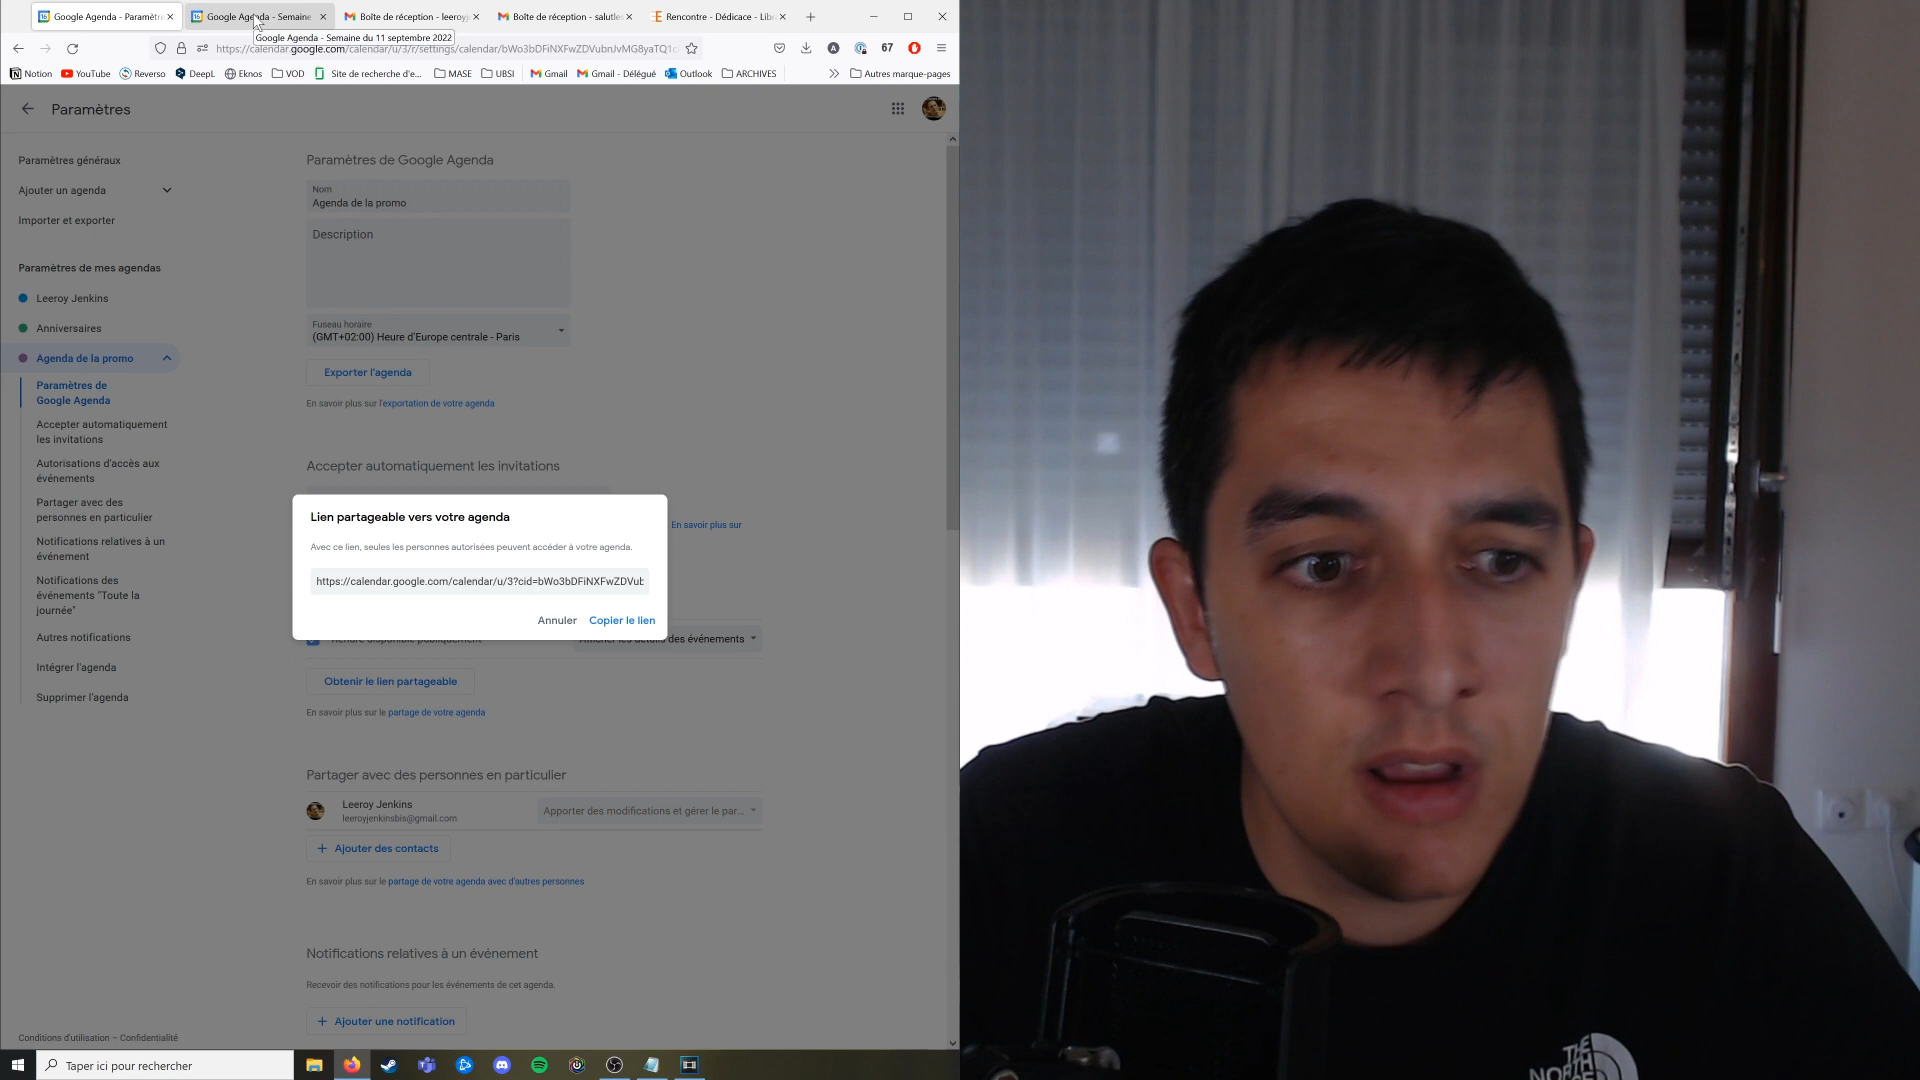 Google Agenda - Paramètre
Google Agenda - Semaine
Boîte de réception - leeroyj
Boîte de réception - salutle
Rencontre - Dédicace - Lib
Google Agenda - Semaine du 11 septembre 2022
https://calendar.google.com/calendar/u/3/r/settings/calendar/bWo3bDFiNXFwZDVubnJvMG8yaTQ1c
67
Notion
YouTube
Reverso
DeepL
Eknos
VOD
Site de recherche d'e...
MASE
UBSI
Gmail
Gmail - Délégué
Outlook
ARCHIVES
Autres marque-pages
Paramètres
Paramètres généraux
Ajouter un agenda
Importer et exporter
Paramètres de mes agendas
Leeroy Jenkins
Anniversaires
Agenda de la promo
Paramètres de
Google Agenda
Accepter automatiquement
les invitations
Autorisations d'accès aux
événements
Partager avec des
personnes en particulier
Notifications relatives à un
événement
Notifications des
événements "Toute la
journée"
Autres notifications
Intégrer l'agenda
Supprimer l'agenda
Conditions d'utilisation – Confidentialité
Paramètres de Google Agenda
Nom
Agenda de la promo
Description
Fuseau horaire
(GMT+02:00) Heure d'Europe centrale - Paris
Exporter l'agenda
En savoir plus sur l'exportation de votre agenda
Accepter automatiquement les invitations
En savoir plus sur
Lien partageable vers votre agenda
Avec ce lien, seules les personnes autorisées peuvent accéder à votre agenda.
https://calendar.google.com/calendar/u/3?cid=bWo3bDFiNXFwZDVub
Annuler
Copier le lien
Rendre disponible publiquement
Afficher les détails des événements
Obtenir le lien partageable
En savoir plus sur le partage de votre agenda
Partager avec des personnes en particulier
Leeroy Jenkins
leeroyjenkinsbis@gmail.com
Apporter des modifications et gérer le par...
Ajouter des contacts
En savoir plus sur le partage de votre agenda avec d'autres personnes
Notifications relatives à un événement
Recevoir des notifications pour les événements de cet agenda.
Ajouter une notification
Taper ici pour rechercher
THE
NORTH